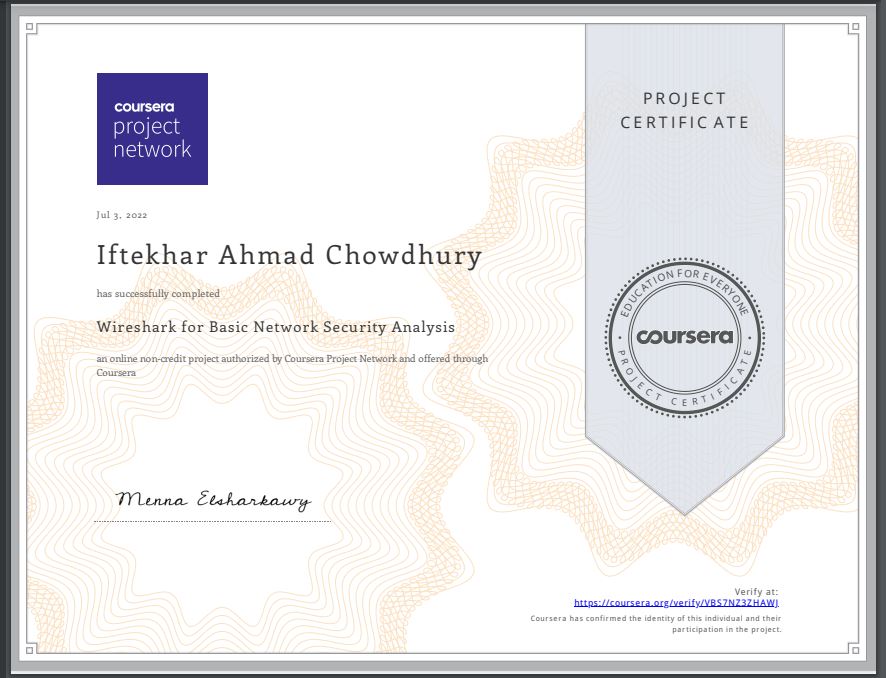 coursera
project
network
Jul 3, 2022
Iftekhar Ahmad Chowdhury
has successfully completed
Wireshark for Basic Network Security Analysis
an online non-credit project authorized by Coursera Project Network and offered through
Coursera
Menna Elsharkawy
PROJECT
CERTIFICATE
EDUCATION FOR EVERYONE
coursera
PROJECT CERTIFICATE
Verify at:
https://coursera.org/verify/VBS7NZ3ZHAWJ
Coursera has confirmed the identity of this individual and their
participation in the project.